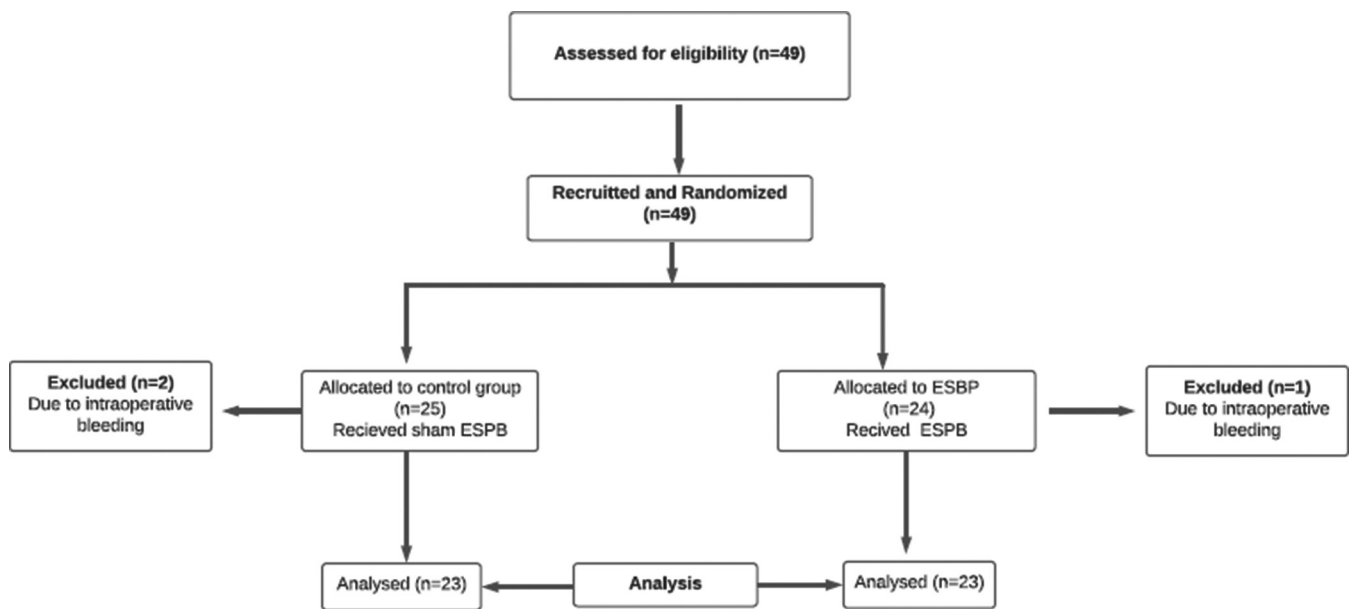 Assessed for eligibility (n=49)
Recruitted and Randomized
(n=49)
Excluded (n=2)
Due to intraoperative
bleeding
Allocated to control group
(n=25)
Recieved sham ESPB
Allocated to ESBP
(n=24)
Recived ESPB
Excluded (n=1)
Due to intraoperative
bleeding
Analysed (n=23)
Analysis
Analysed (n=23)